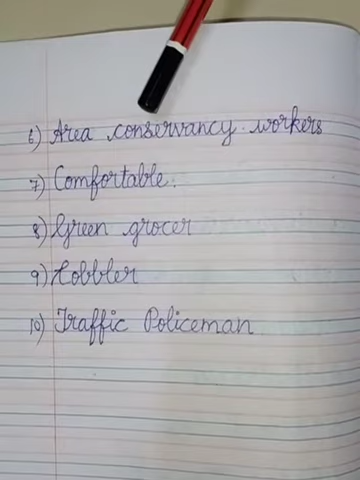 6) Area conservancy workers
7) Comfortable.
8) Green grocer
9) Cobbler
10) Traffic Policeman